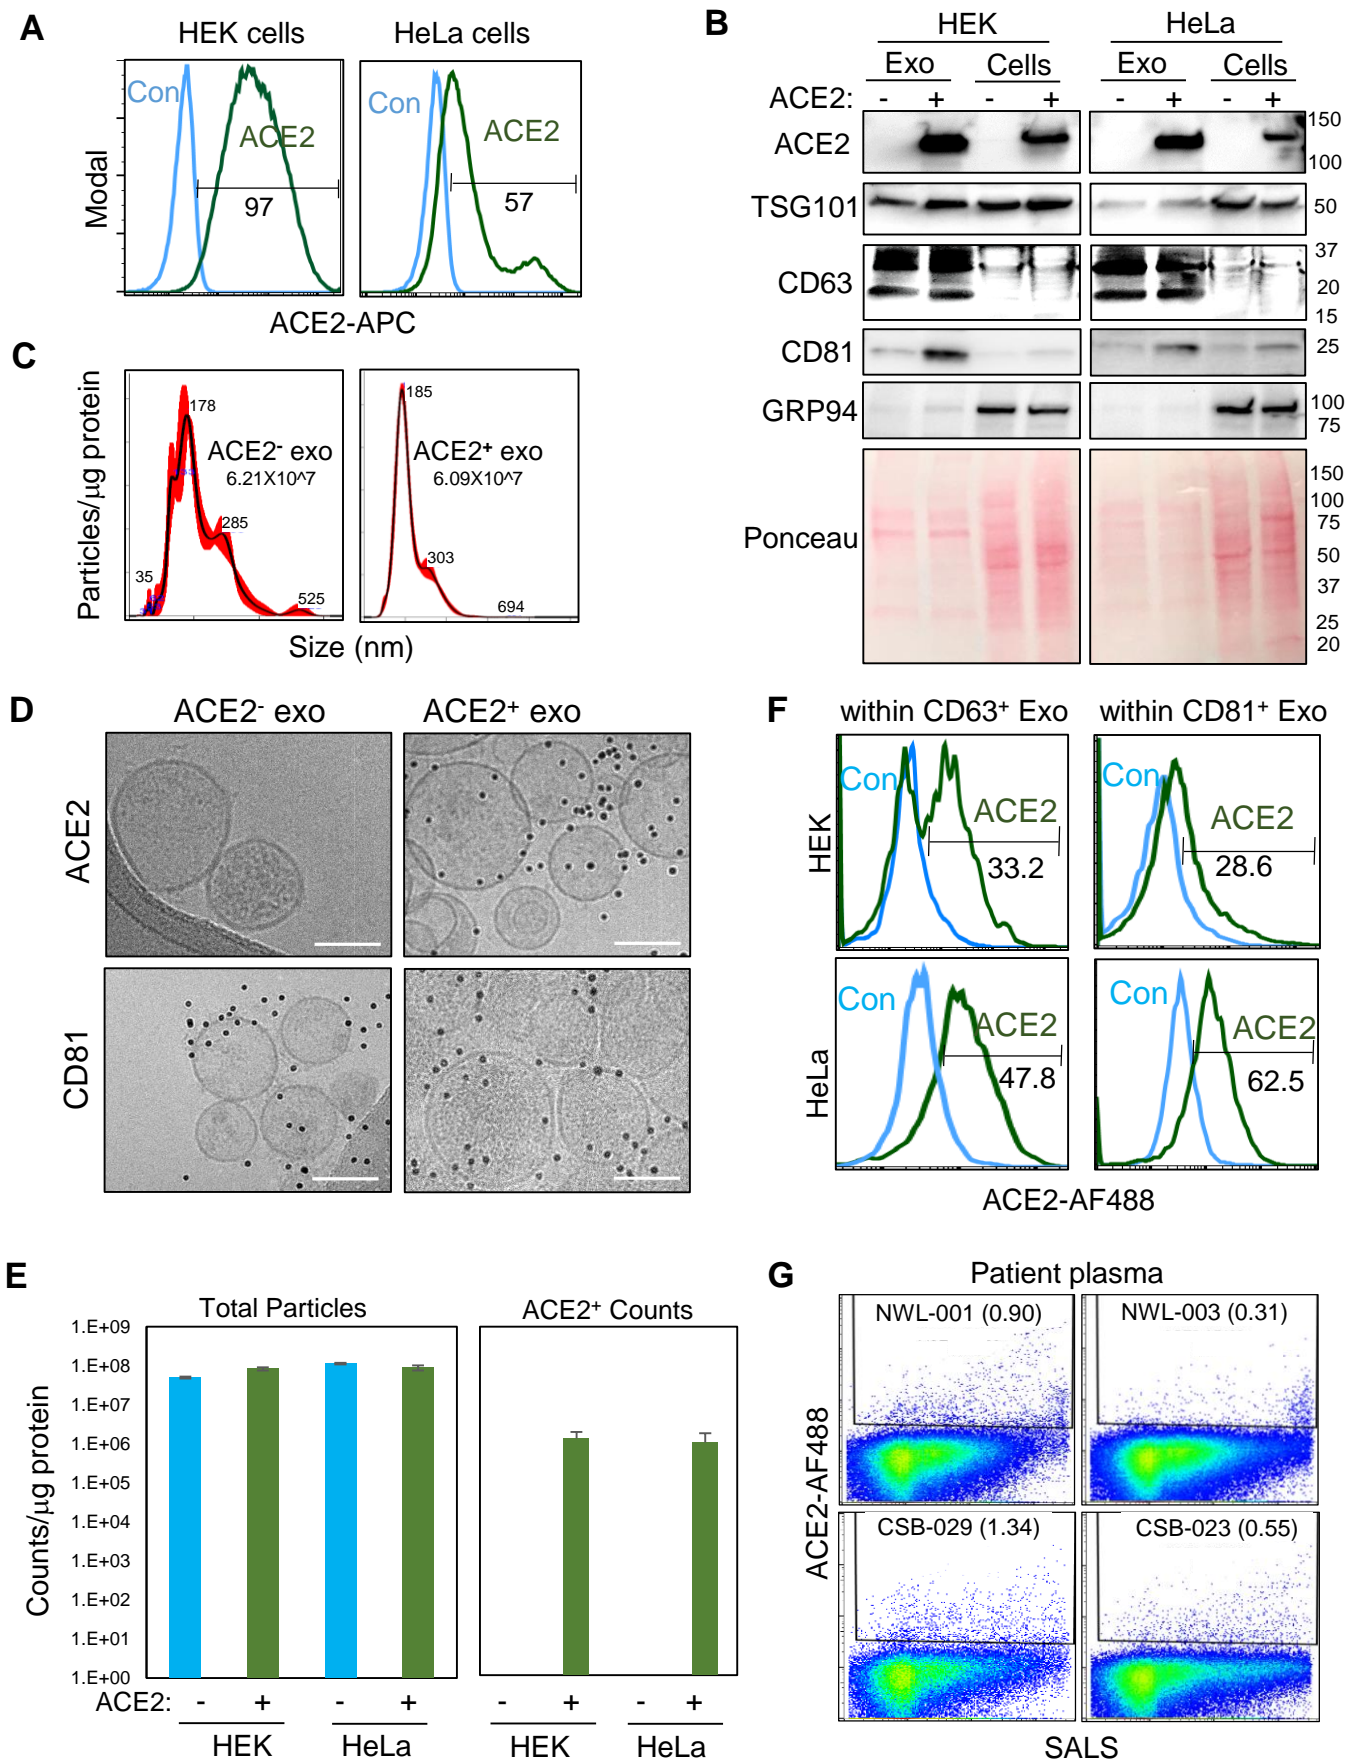 A
HEK cells
HeLa cells
Con
ACE2
97
Con
ACE2
57
Modal
ACE2-APC
B
HEK
HeLa
Exo
Cells
Exo
Cells
ACE2:
- + - +
- + - +
ACE2
150
100
TSG101
50
CD63
37
20
15
CD81
25
GRP94
100
75
Ponceau
150
100
75
50
37
25
20
C
Particles/μg protein
178
ACE2- exo
6.21X10^7
285
35
525
185
ACE2+ exo
6.09X10^7
303
694
Size (nm)
D
ACE2- exo
ACE2+ exo
ACE2
CD81
F
within CD63+ Exo
within CD81+ Exo
HEK
Con
ACE2
33.2
Con
ACE2
28.6
HeLa
Con
ACE2
47.8
Con
ACE2
62.5
ACE2-AF488
E
Total Particles
ACE2+ Counts
Counts/μg protein
1.E+09
1.E+08
1.E+07
1.E+06
1.E+05
1.E+04
1.E+03
1.E+02
1.E+01
1.E+00
ACE2:
- + - +
- + - +
HEK
HeLa
HEK
HeLa
G
Patient plasma
NWL-001 (0.90)
NWL-003 (0.31)
CSB-029 (1.34)
CSB-023 (0.55)
ACE2-AF488
SALS